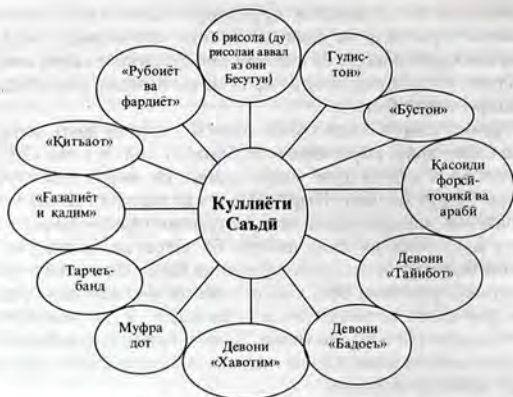 6 рисола (ду
рисолаи аввал
аз они
Бесутун)
Гулис-
тон»
«Бӯстон»
Қасоиди
форсӣ-
тоҷикӣ ва
арабӣ
Девони
«Тайибот»
Девони
«Бадоеъ»
Девони
«Хавотим»
Муфра
дот
Тарҷеъ-
банд
«Ғазалиёт
и қадим»
«Қитъаот»
«Рубоиёт
ва
фардиёт»
Куллиёти
Саъдӣ